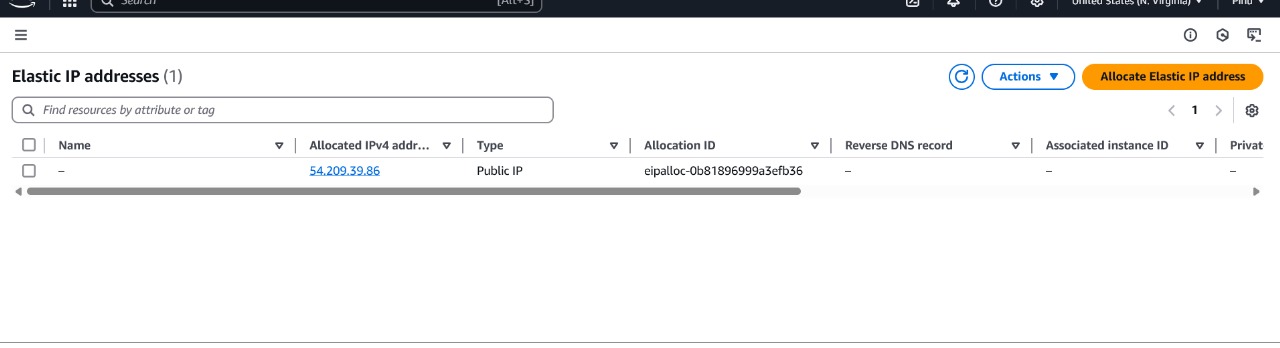 Search [Alt+S] United States (N. Virginia)
Elastic IP addresses (1)
Actions
Allocate Elastic IP address
Find resources by attribute or tag
1
Name Allocated IPv4 addr... Type Allocation ID Reverse DNS record Associated instance ID Privat
– 54.209.39.86 Public IP eipalloc-0b81896999a3efb36 – – –